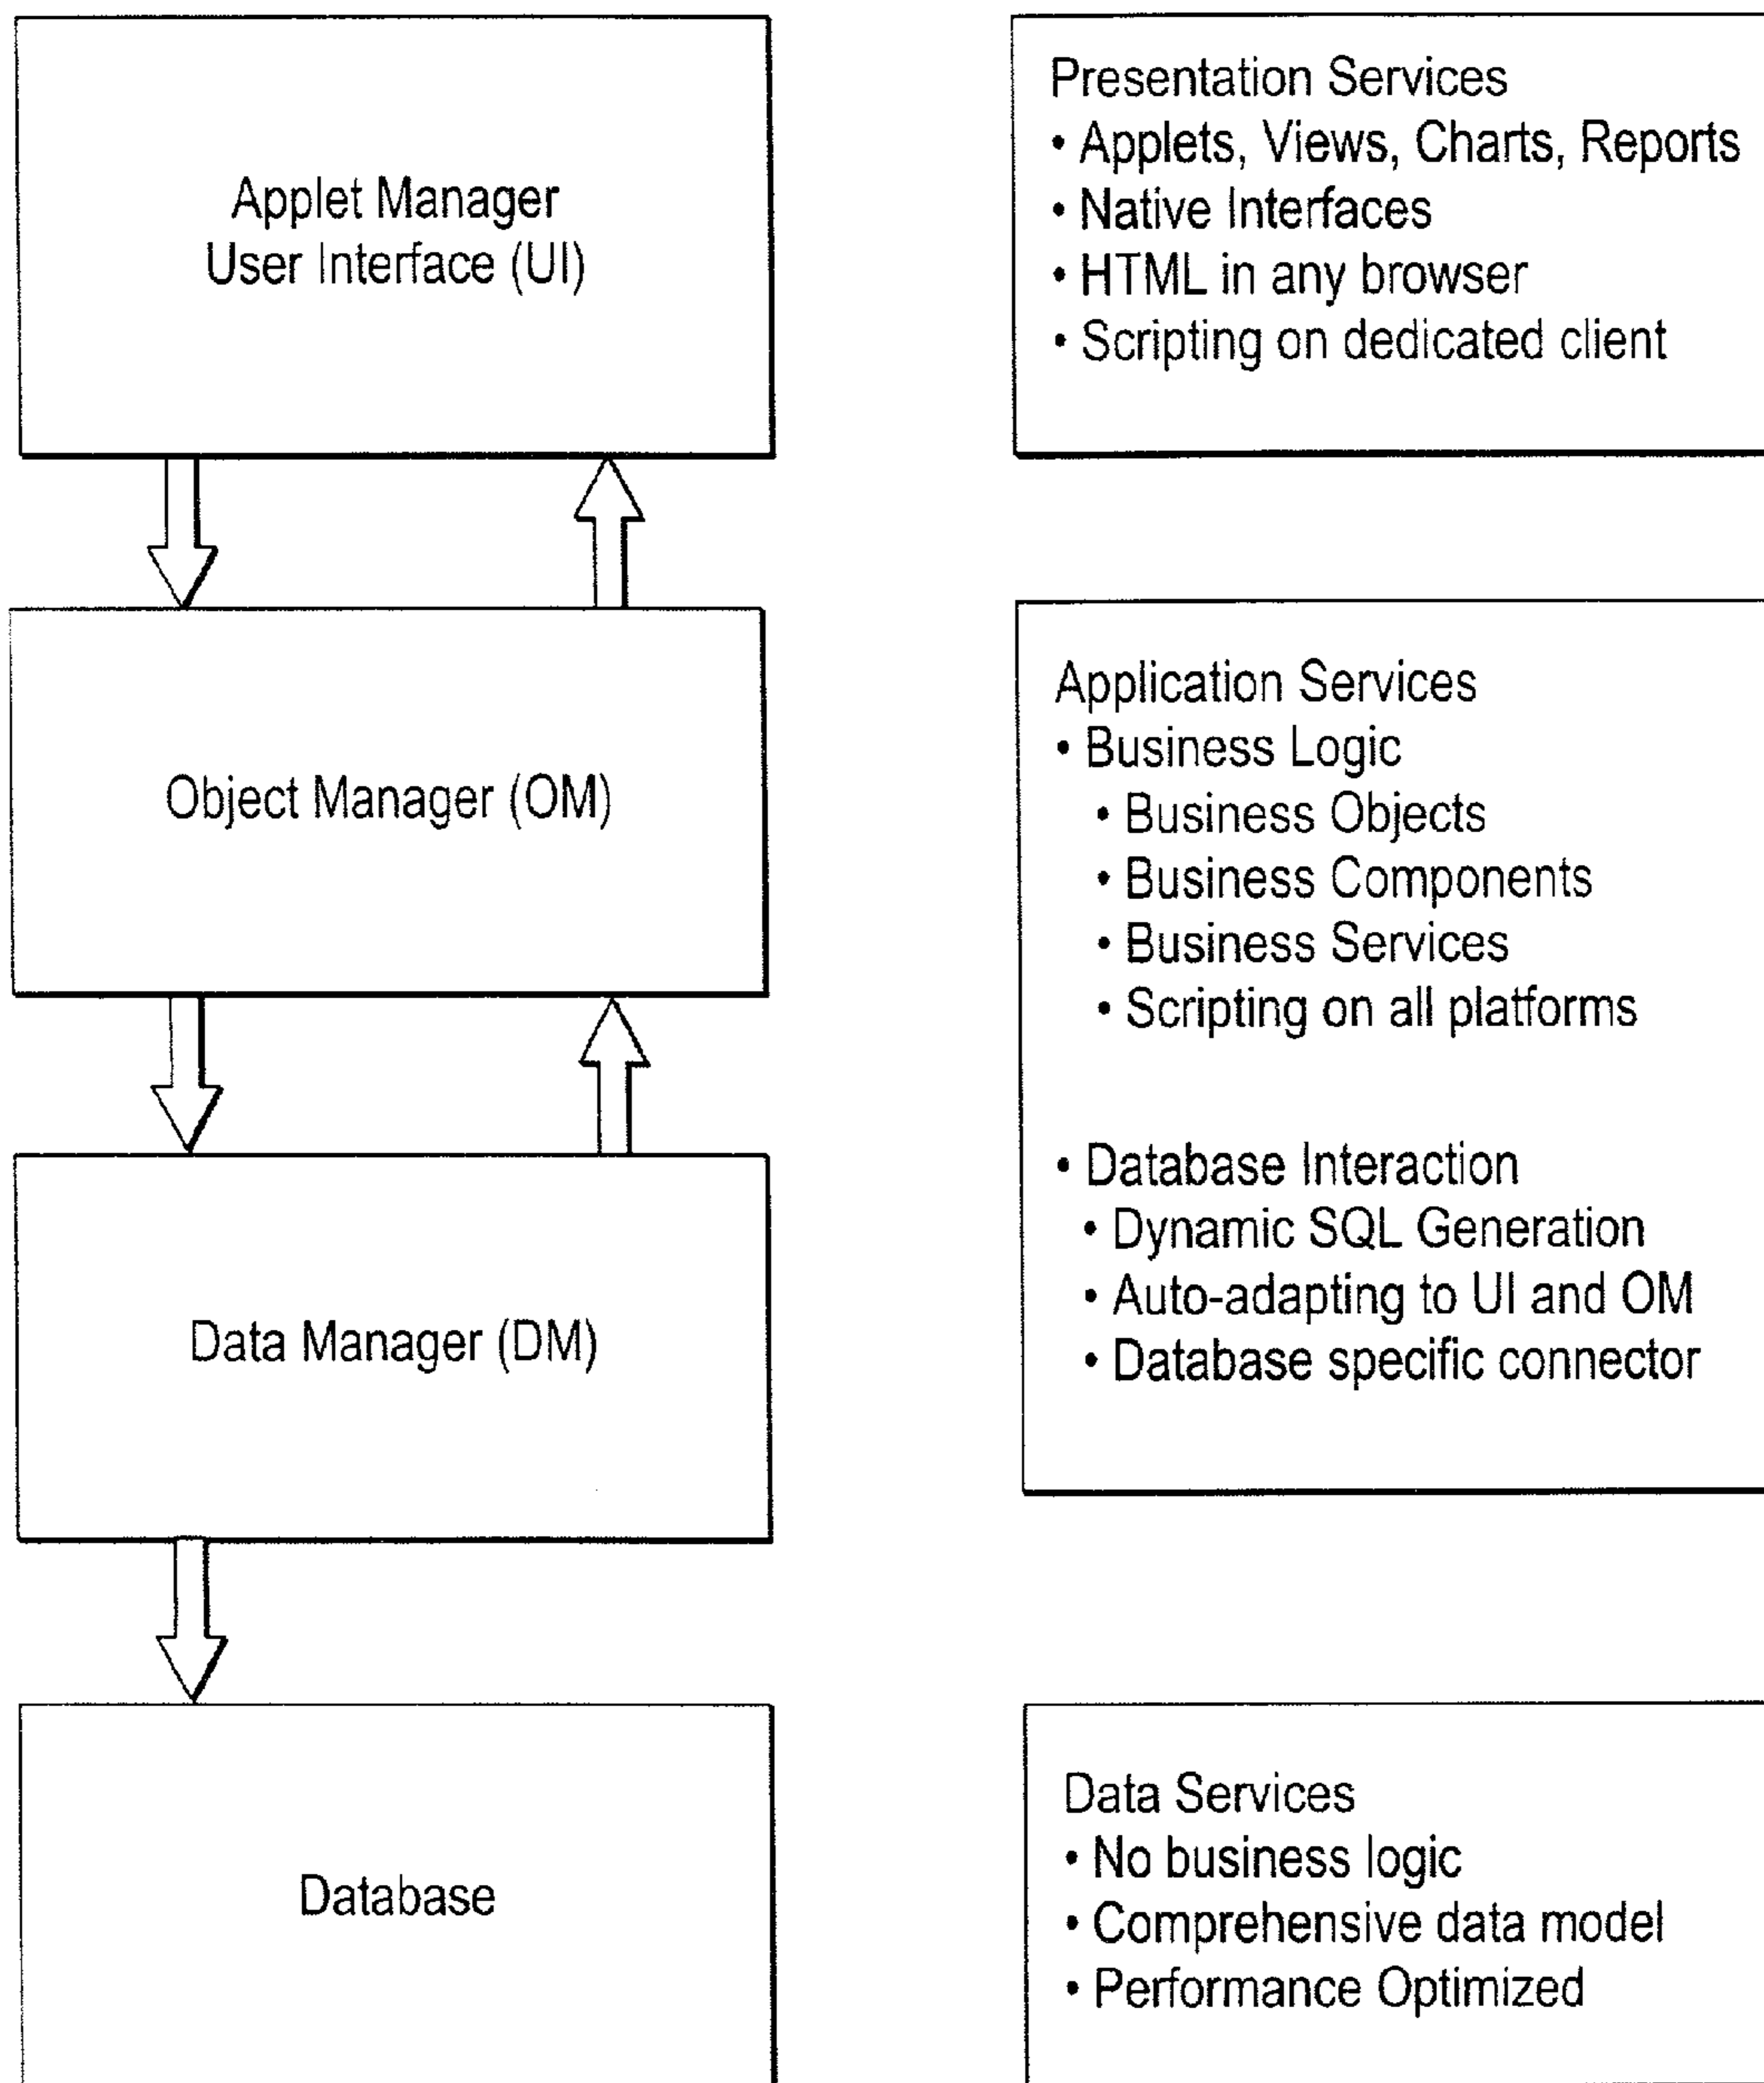 Applet Manager
User Interface (UI)
Presentation Services
• Applets, Views, Charts, Reports
• Native Interfaces
• HTML in any browser
• Scripting on dedicated client
Object Manager (OM)
Data Manager (DM)
Application Services
• Business Logic
• Business Objects
• Business Components
• Business Services
• Scripting on all platforms
• Database Interaction
• Dynamic SQL Generation
• Auto-adapting to UI and OM
• Database specific connector
Database
Data Services
• No business logic
• Comprehensive data model
• Performance Optimized